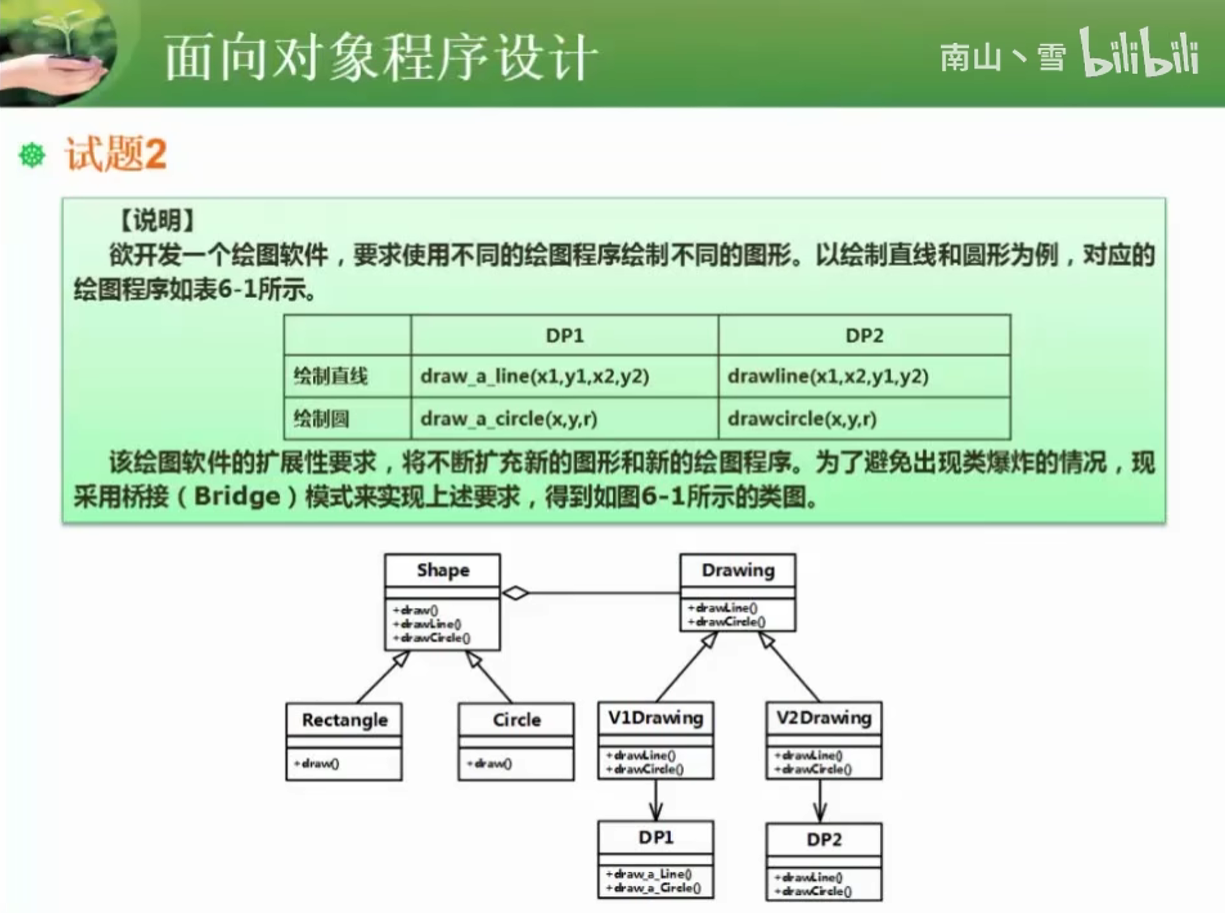 面向对象程序设计
南山丶雪 bilibili
试题2
【说明】
欲开发一个绘图软件，要求使用不同的绘图程序绘制不同的图形。以绘制直线和圆形为例，对应的
绘图程序如表6-1所示。
DP1 DP2
绘制直线 draw_a_line(x1,y1,x2,y2) drawline(x1,x2,y1,y2)
绘制圆 draw_a_circle(x,y,r) drawcircle(x,y,r)
该绘图软件的扩展性要求，将不断扩充新的图形和新的绘图程序。为了避免出现类爆炸的情况，现
采用桥接（Bridge）模式来实现上述要求，得到如图6-1所示的类图。
Shape
+draw()
+drawLine()
+drawCircle()
Drawing
+drawLine()
+drawCircle()
Rectangle
+draw()
Circle
+draw()
V1Drawing
+drawLine()
+drawCircle()
V2Drawing
+drawLine()
+drawCircle()
DP1
+draw_a_Line()
+draw_a_Circle()
DP2
+drawLine()
+drawCircle()